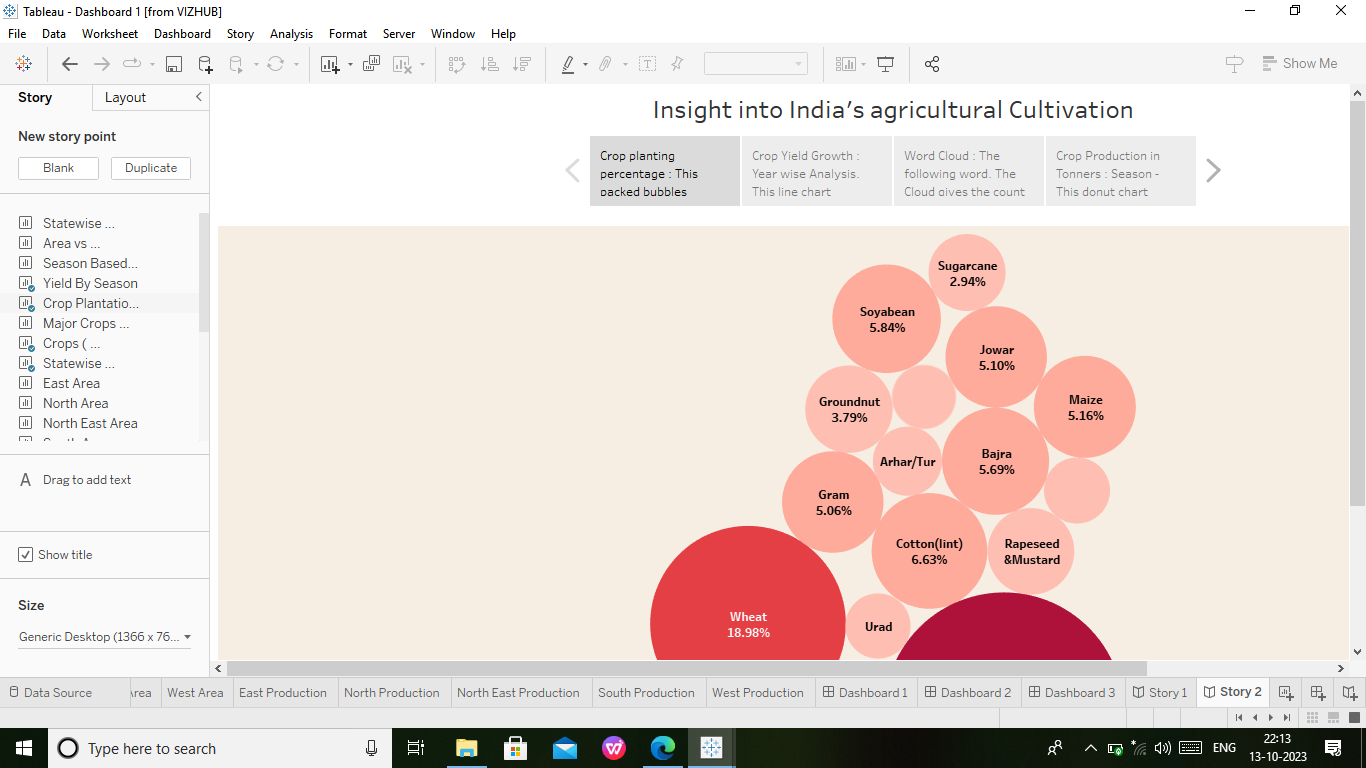 Tableau - Dashboard 1 [from VIZHUB]
File Data Worksheet Dashboard Story Analysis Format Server Window Help
Show Me
Story Layout
New story point
Blank Duplicate
Statewise ...
Area vs ...
Season Based...
Yield By Season
Crop Plantatio...
Major Crops ...
Crops ( ...
Statewise ...
East Area
North Area
North East Area
A Drag to add text
Show title
Size
Generic Desktop (1366 x 76...
Insight into India's agricultural Cultivation
Crop planting
percentage : This
packed bubbles
Crop Yield Growth :
Year wise Analysis.
This line chart
Word Cloud : The
following word. The
Cloud gives the count
Crop Production in
Tonners : Season -
This donut chart
Sugarcane
2.94%
Soyabean
5.84%
Jowar
5.10%
Maize
5.16%
Groundnut
3.79%
Arhar/Tur
Bajra
5.69%
Gram
5.06%
Cotton(lint)
6.63%
Rapeseed
&Mustard
Wheat
18.98%
Urad
Data Source rea West Area East Production North Production North East Production South Production West Production Dashboard 1 Dashboard 2 Dashboard 3 Story 1 Story 2
Type here to search
ENG
22:13
13-10-2023